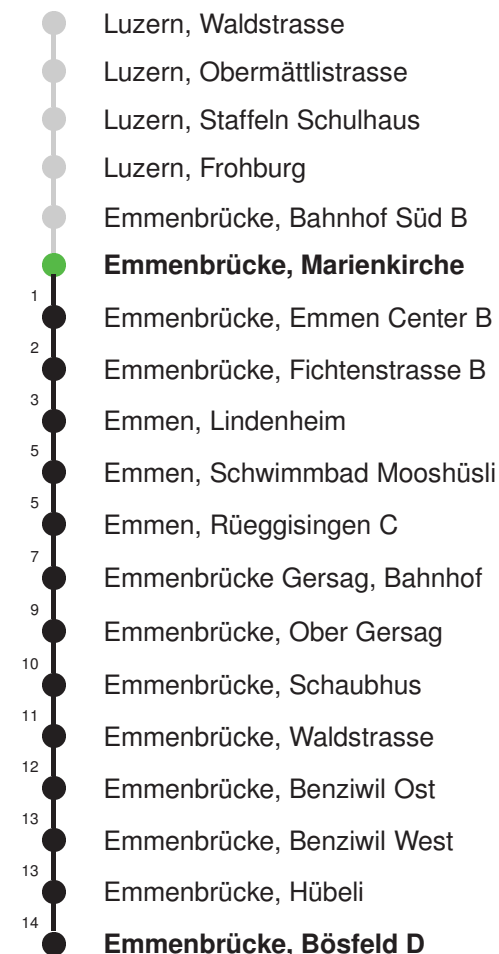 Luzern, Waldstrasse
Luzern, Obermättlistrasse
Luzern, Staffeln Schulhaus
Luzern, Frohburg
Emmenbrücke, Bahnhof Süd B
Emmenbrücke, Marienkirche
1 Emmenbrücke, Emmen Center B
2 Emmenbrücke, Fichtenstrasse B
3 Emmen, Lindenheim
5 Emmen, Schwimmbad Mooshüsli
5 Emmen, Rüeggisingen C
7 Emmenbrücke Gersag, Bahnhof
9 Emmenbrücke, Ober Gersag
10 Emmenbrücke, Schaubhus
11 Emmenbrücke, Waldstrasse
12 Emmenbrücke, Benziwil Ost
13 Emmenbrücke, Benziwil West
13 Emmenbrücke, Hübeli
14 Emmenbrücke, Bösfeld D